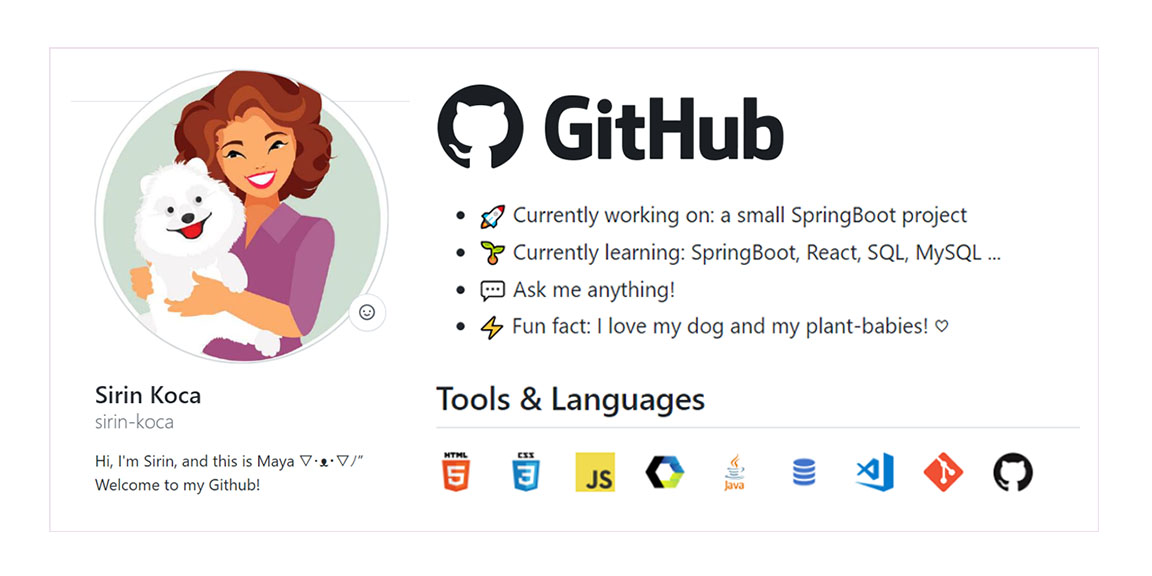 GitHub
Currently working on: a small SpringBoot project
Currently learning: SpringBoot, React, SQL, MySQL ...
Ask me anything!
Fun fact: I love my dog and my plant-babies! ♡
Sirin Koca
sirin-koca
Hi, I'm Sirin, and this is Maya ▽･ᴥ･▽ﾉ”
Welcome to my Github!
Tools & Languages
HTML 5
CSS 3
JS
Java